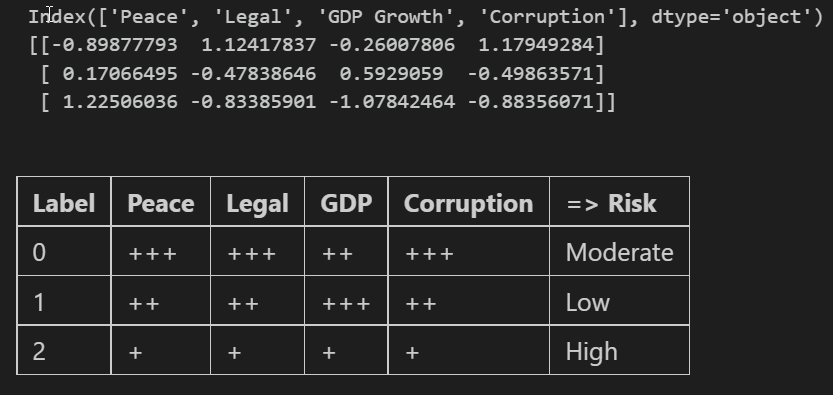 Index(['Peace', 'Legal', 'GDP Growth', 'Corruption'], dtype='object')
[[-0.89877793 1.12417837 -0.26007806 1.17949284]
[ 0.17066495 -0.47838646 0.5929059 -0.49863571]
[ 1.22506036 -0.83385901 -1.07842464 -0.88356071]]
Label Peace Legal GDP Corruption => Risk
0 +++ +++ ++ +++ Moderate
1 ++ ++ +++ ++ Low
2 + + + + High